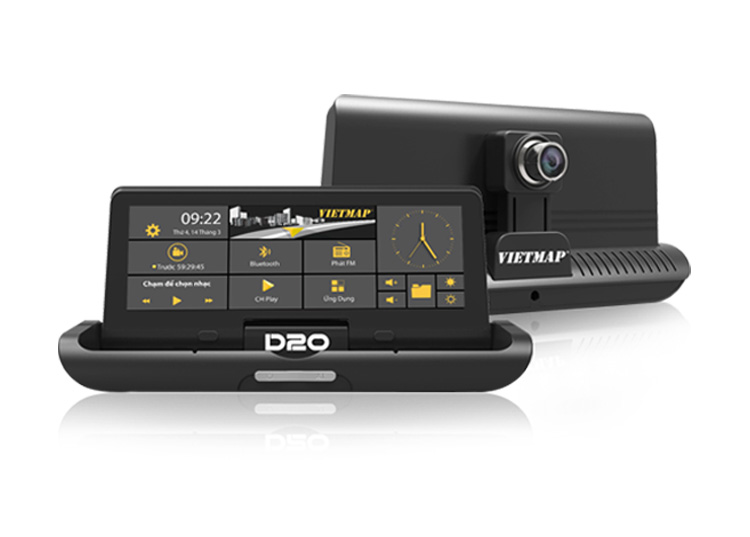 09:22
Thứ 4, 14 Tháng 3
VIETMAP
Trước 59:29:45
Bluetooth
Phát FM
Chạm để chọn nhạc
CH Play
Ứng Dụng
D20
VIETMAP